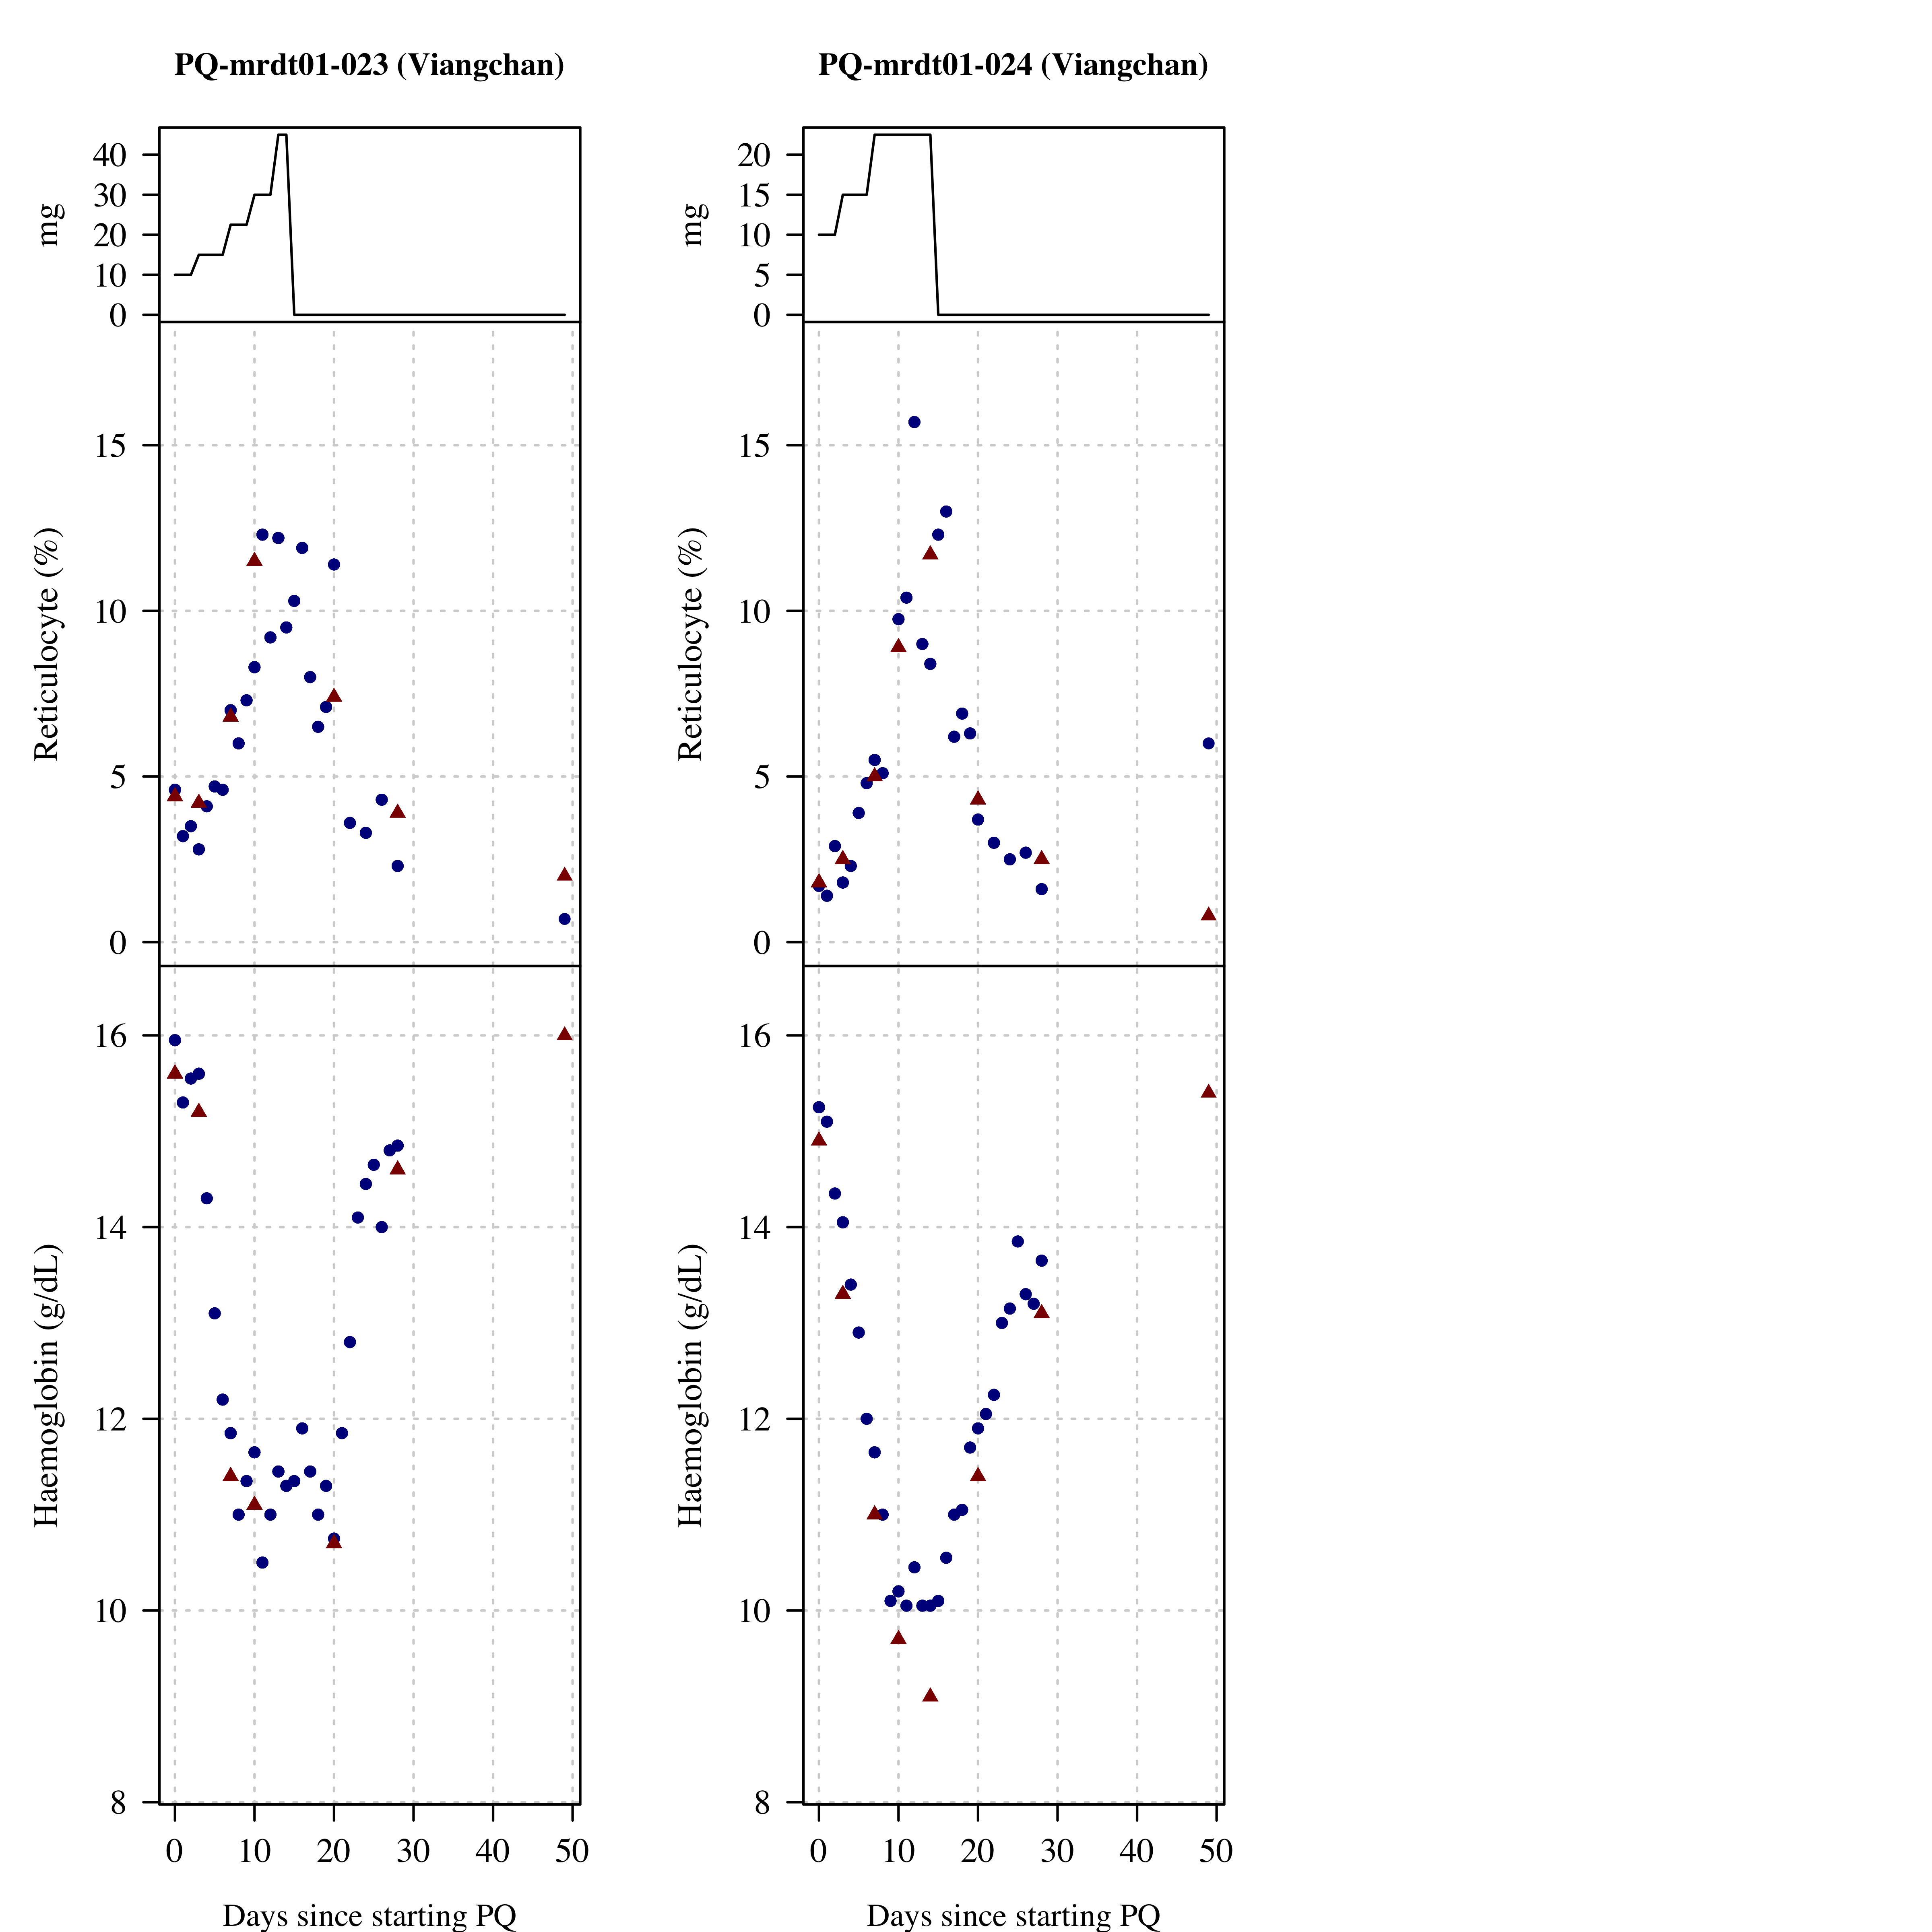 PQ-mrdt01-023 (Viangchan)
mg
40
30
20
10
0
Reticulocyte (%)
15
10
5
0
Haemoglobin (g/dL)
16
14
12
10
8
0 10 20 30 40 50
Days since starting PQ
PQ-mrdt01-024 (Viangchan)
mg
20
15
10
5
0
Reticulocyte (%)
15
10
5
0
Haemoglobin (g/dL)
16
14
12
10
8
0 10 20 30 40 50
Days since starting PQ